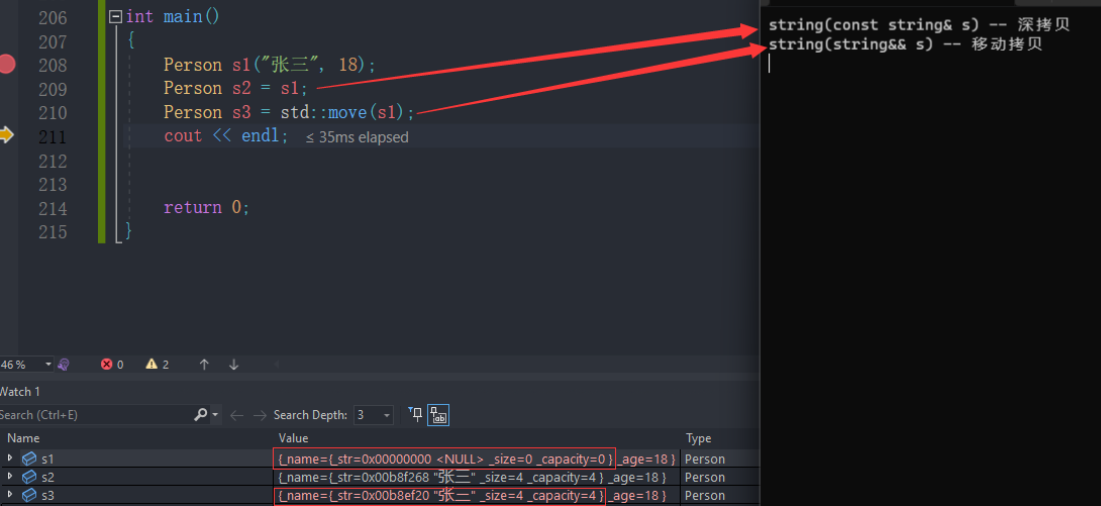 206 int main()
207 {
208 Person s1("张三", 18);
209 Person s2 = s1;
210 Person s3 = std::move(s1);
211 cout << endl; ≤ 35ms elapsed
212
213
214 return 0;
215 }
string(const string& s) -- 深拷贝
string(string&& s) -- 移动拷贝
46 % 0 2
Watch 1
Search (Ctrl+E) Search Depth: 3
Name Value Type
s1 {_name={_str=0x00000000 <NULL> _size=0 _capacity=0 } _age=18 } Person
s2 {_name={_str=0x00b8f268 "张三" _size=4 _capacity=4 } _age=18 } Person
s3 {_name={_str=0x00b8ef20 "张三" _size=4 _capacity=4 } _age=18 } Person